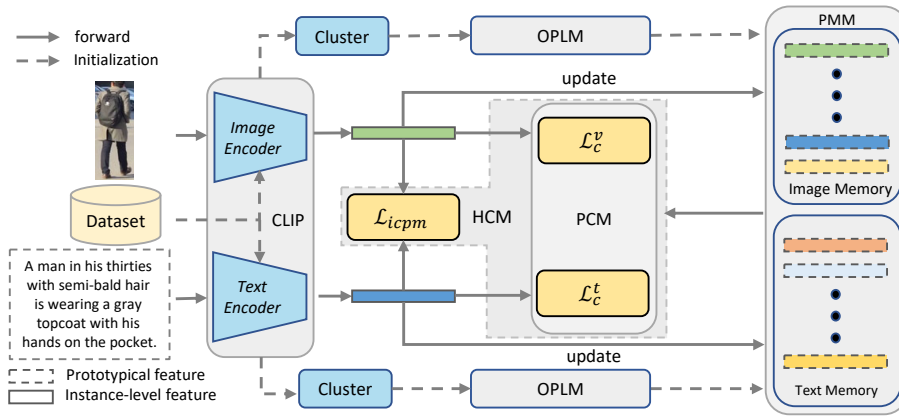 forward
Initialization
Cluster
OPLM
PMM
update
Image
Encoder
ℒ_c^v
Image Memory
Dataset
CLIP
ℒ_icpm
HCM
PCM
A man in his thirties
with semi-bald hair
is wearing a gray
topcoat with his
hands on the pocket.
Text
Encoder
ℒ_c^t
update
Prototypical feature
Instance-level feature
Cluster
OPLM
Text Memory